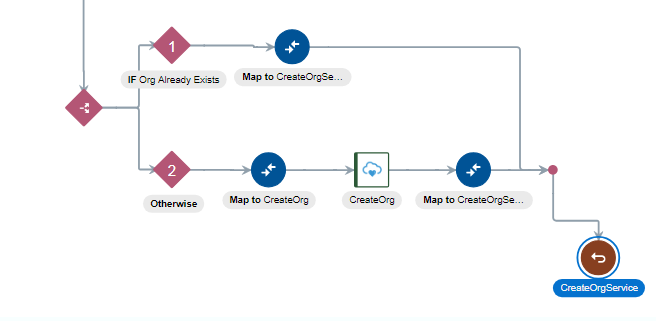 1
IF Org Already Exists
Map to CreateOrgSe...
2
Otherwise
Map to CreateOrg
CreateOrg
Map to CreateOrgSe...
CreateOrgService